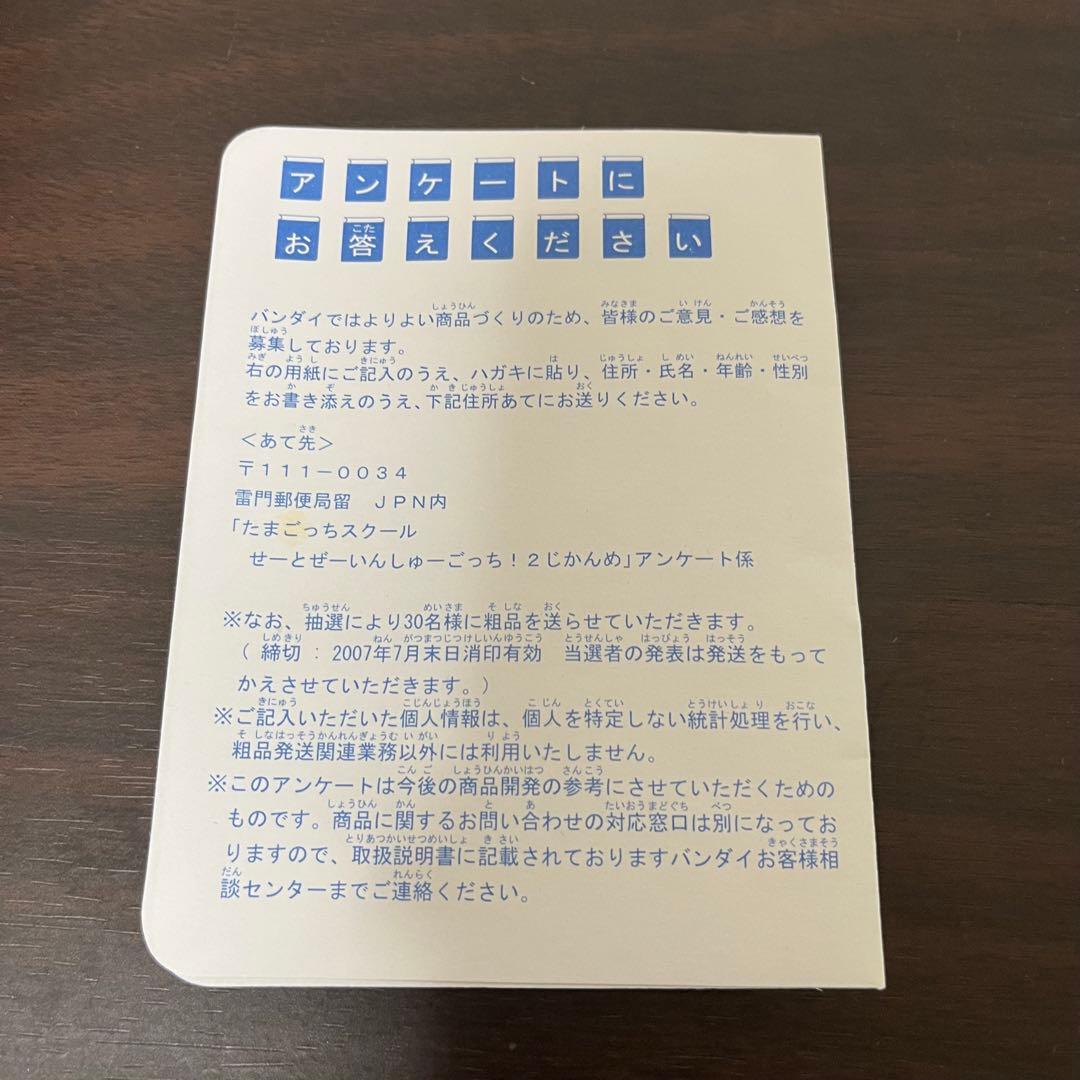 アンケートに
お答えください
バンダイではよりよい商品づくりのため、皆様のご意見・ご感想を
募集しております。
右の用紙にご記入のうえ、ハガキに貼り、住所・氏名・年齢・性別
をお書き添えのうえ、下記住所あてにお送りください。
＜あて先＞
〒１１１－００３４
雷門郵便局留　ＪＰＮ内
「たまごっちスクール
せーとぜーいんしゅーごっち！２じかんめ」アンケート係
※なお、抽選により30名様に粗品を送らせていただきます。
（ 締切 : 2007年7月末日消印有効　当選者の発表は発送をもって
かえさせていただきます。）
※ご記入いただいた個人情報は、個人を特定しない統計処理を行い、
粗品発送関連業務以外には利用いたしません。
※このアンケートは今後の商品開発の参考にさせていただくための
ものです。商品に関するお問い合わせの対応窓口は別になってお
りますので、取扱説明書に記載されておりますバンダイお客様相
談センターまでご連絡ください。